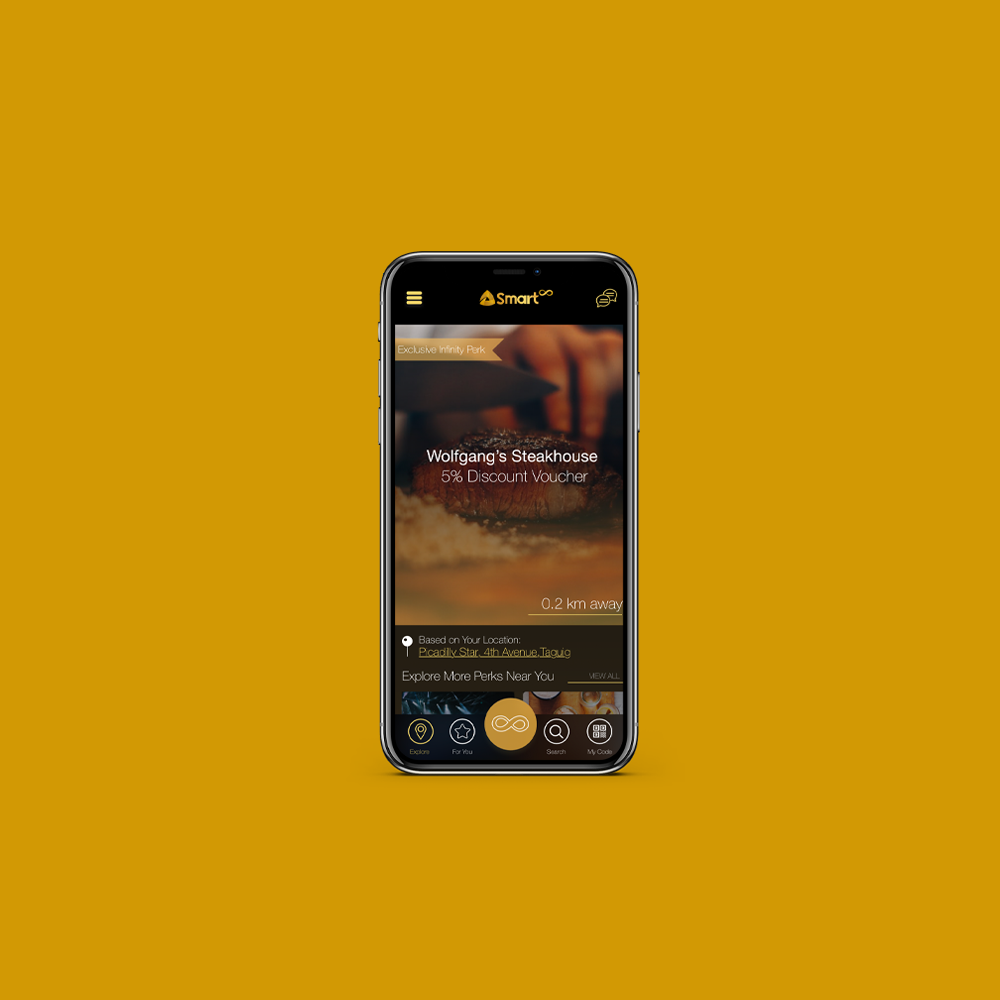 Smart
Exclusive Infinity Perk
Wolfgang's Steakhouse
5% Discount Voucher
0.2 km away
Based on Your Location:
Picadilly Star, 4th Avenue,Taguig
Explore More Perks Near You
VIEW ALL
Explore
For You
Search
My Code